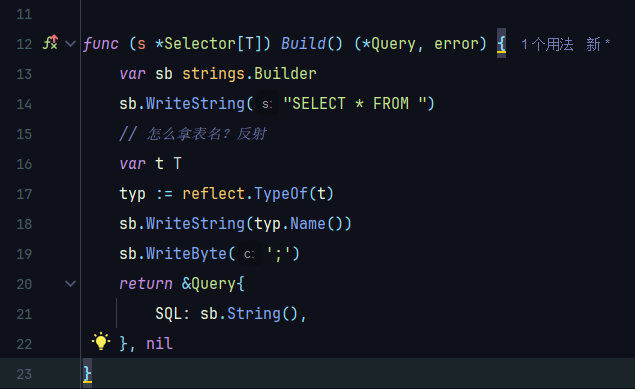 11
12 func (s *Selector[T]) Build() (*Query, error) { 1个用法 新 *
13 var sb strings.Builder
14 sb.WriteString( s: "SELECT * FROM ")
15 // 怎么拿表名？反射
16 var t T
17 typ := reflect.TypeOf(t)
18 sb.WriteString(typ.Name())
19 sb.WriteByte( c: ';')
20 return &Query{
21 SQL: sb.String(),
22 }, nil
23 }